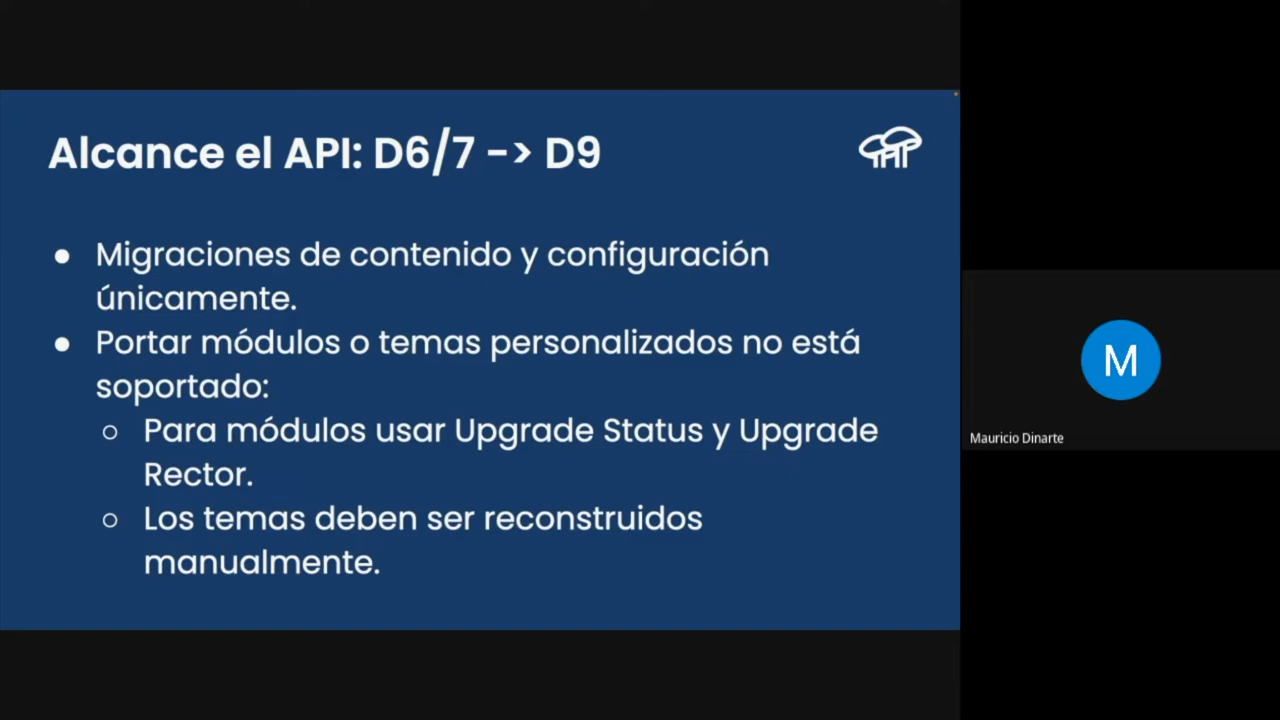 Alcance el API: D6/7 -> D9
● Migraciones de contenido y configuración
únicamente.
● Portar módulos o temas personalizados no está
soportado:
○ Para módulos usar Upgrade Status y Upgrade
Rector.
○ Los temas deben ser reconstruidos
manualmente.
M
Mauricio Dinarte